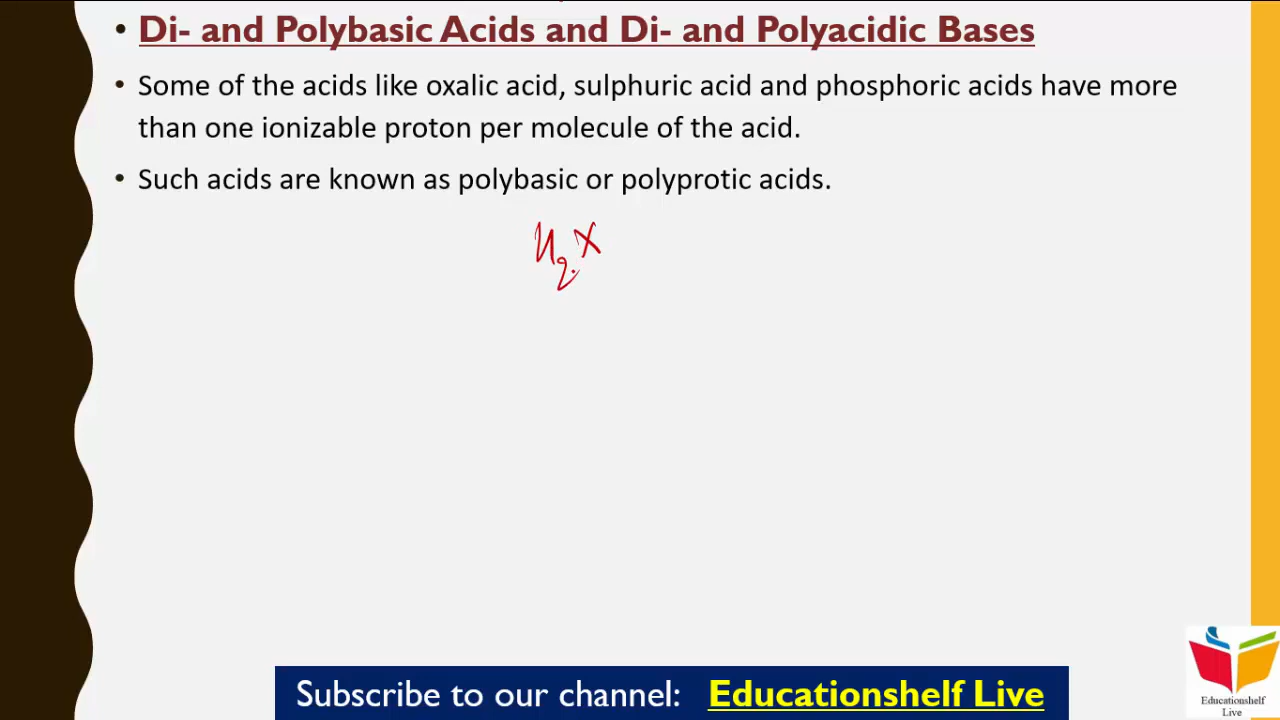 • Di- and Polybasic Acids and Di- and Polyacidic Bases
• Some of the acids like oxalic acid, sulphuric acid and phosphoric acids have more
than one ionizable proton per molecule of the acid.
• Such acids are known as polybasic or polyprotic acids.
H₂X
Subscribe to our channel: Educationshelf Live
Educationshelf
Live